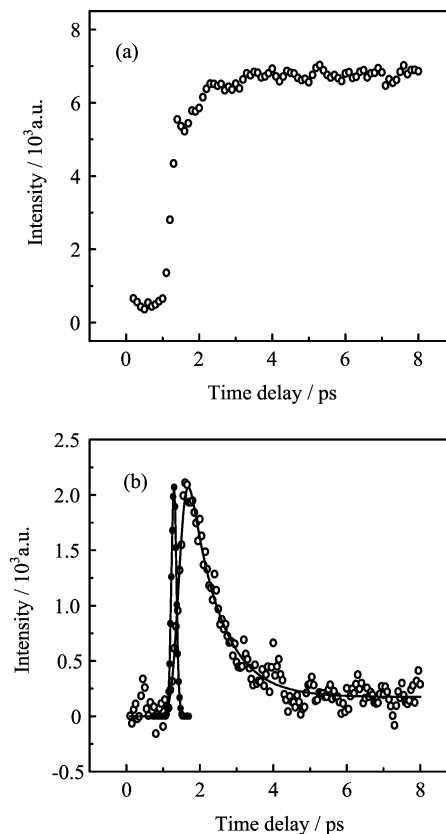 (a)
Intensity / 10³a.u.
8
6
4
2
0
0 2 4 6 8
Time delay / ps
(b)
Intensity / 10³a.u.
2.5
2.0
1.5
1.0
0.5
0
-0.5
0 2 4 6 8
Time delay / ps